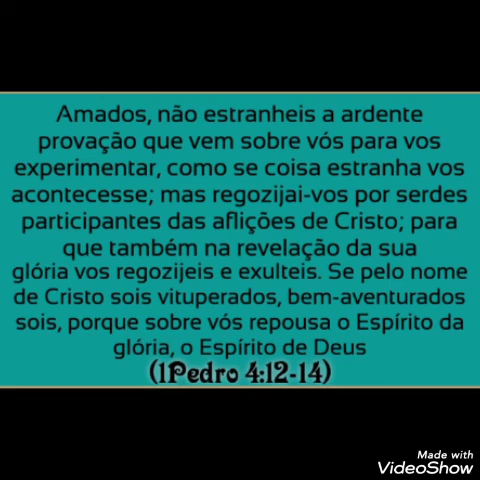 Amados, não estranheis a ardente
provação que vem sobre vós para vos
experimentar, como se coisa estranha vos
acontecesse; mas regozijai-vos por serdes
participantes das aflições de Cristo; para
que também na revelação da sua
glória vos regozijeis e exulteis. Se pelo nome
de Cristo sois vituperados, bem-aventurados
sois, porque sobre vós repousa o Espírito da
glória, o Espírito de Deus
(1Pedro 4:12-14)
Made with
VideoShow